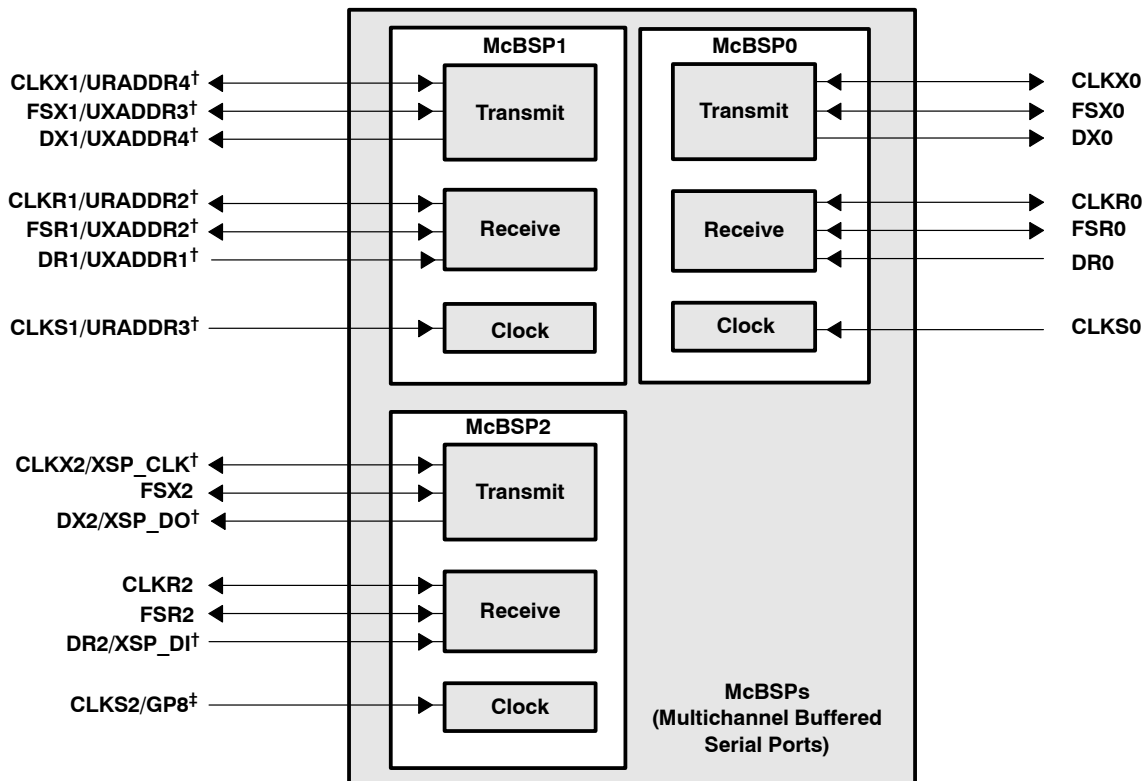 McBSP1
McBSP0
CLKX1/URADDR4†
FSX1/UXADDR3†
DX1/UXADDR4†
Transmit
Transmit
CLKX0
FSX0
DX0
CLKR1/URADDR2†
FSR1/UXADDR2†
DR1/UXADDR1†
Receive
Receive
CLKR0
FSR0
DR0
CLKS1/URADDR3†
Clock
Clock
CLKS0
McBSP2
CLKX2/XSP_CLK†
FSX2
DX2/XSP_DO†
Transmit
CLKR2
FSR2
DR2/XSP_DI†
Receive
CLKS2/GP8‡
Clock
McBSPs
(Multichannel Buffered
Serial Ports)